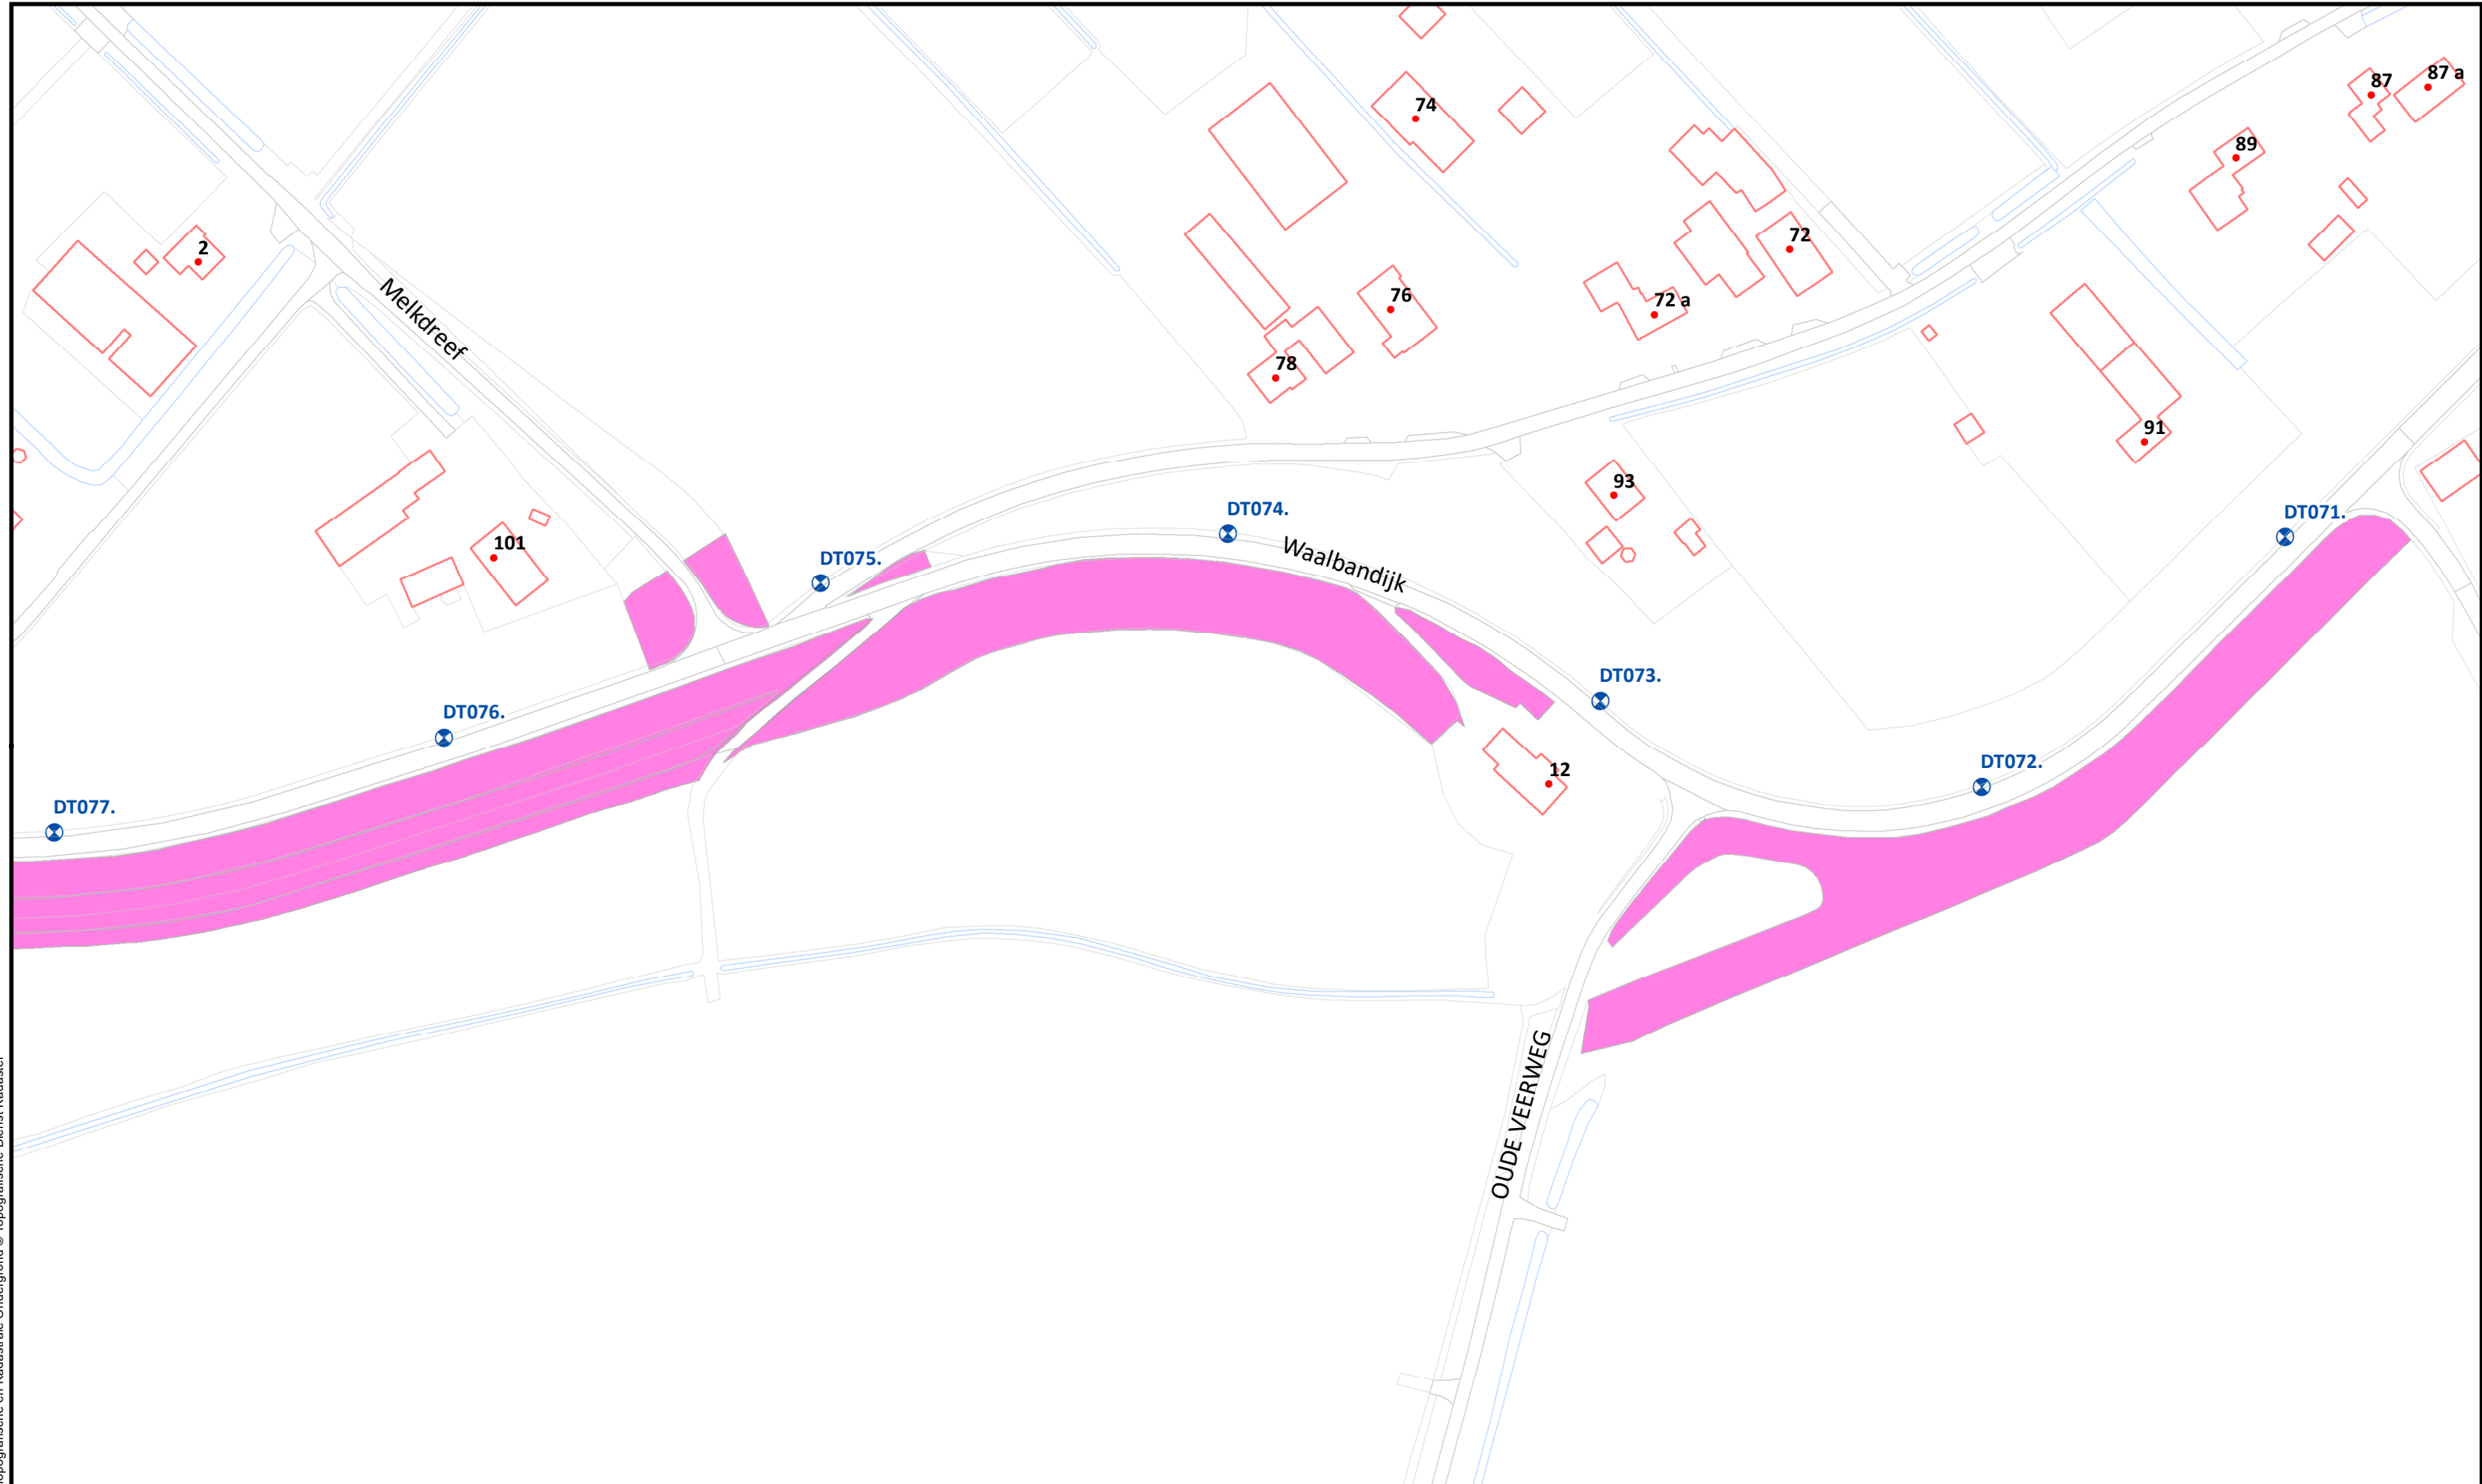 87 a
87
74
89
72
2
76
72 a
Melkdreef
78
91
93
DT074.
DT071.
101
Waalbandijk
DT075.
DT073.
DT076.
DT072.
12
DT077.
OUDE VEERWEG